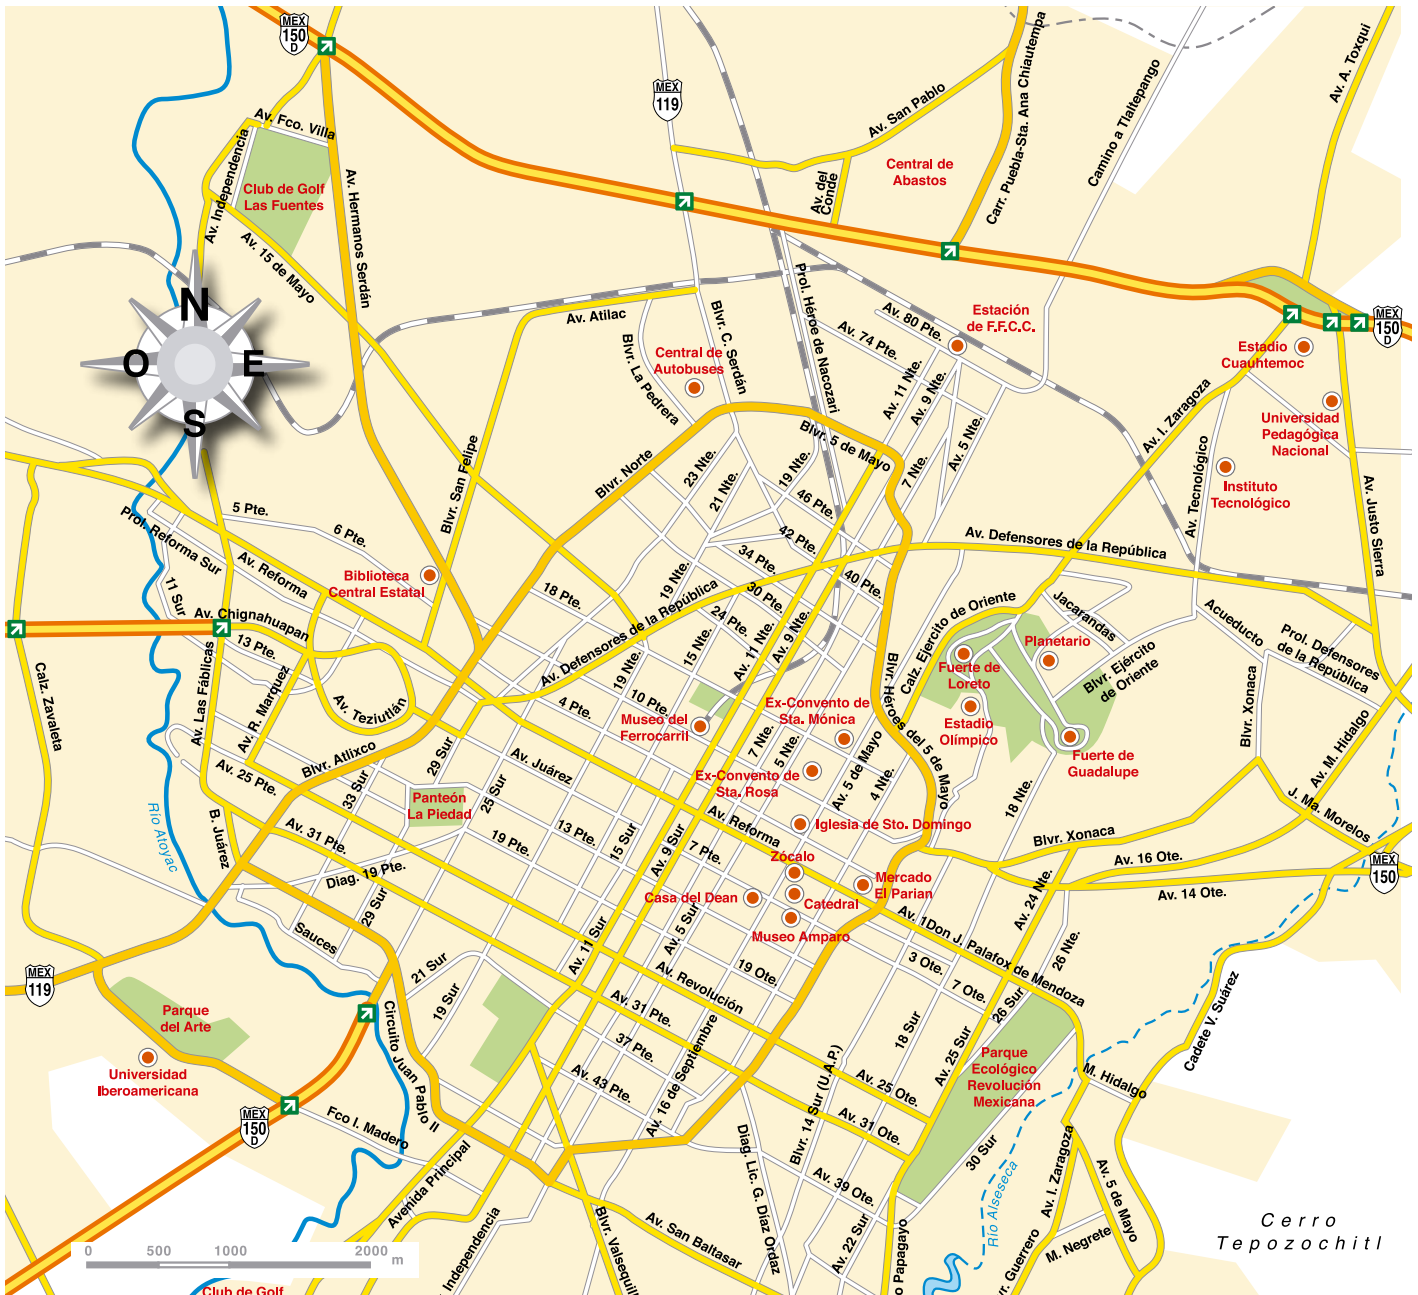 MEX
150
D
MEX
119
Av. Fco. Villa
Av. Independencia
Club de Golf
Las Fuentes
Av. Hermanos Serdán
Av. 15 de Mayo
Av. San Pablo
Av. del
Conde
Central de
Abastos
Carr. Puebla-Sta. Ana Chiautempa
Camino a Tlaltepango
Av. A. Toxqui
N
O
E
S
Av. Atilac
Blvr. La Pedrera
Central de
Autobuses
Blvr. C. Serdán
Prol. Héroe de Nacozari
Av. 80 Pte.
Av. 74 Pte.
Estación
de F.F.C.C.
Av. 11 Nte.
Av. 9 Nte.
Av. 5 Nte.
7 Nte.
MEX
150
D
Estadio
Cuauhtemoc
Universidad
Pedagógica
Nacional
Instituto
Tecnológico
Av. I. Zaragoza
Av. Tecnológico
Av. Justo Sierra
Blvr. San Felipe
Blvr. Norte
Blvr. 5 de Mayo
23 Nte.
21 Nte.
19 Nte.
46 Pte.
42 Pte.
34 Pte.
40 Pte.
30 Pte.
24 Pte.
19 Nte.
15 Nte.
19 Nte.
18 Pte.
10 Pte.
4 Pte.
Av. 11 Nte.
Av. 9 Nte.
Av. Defensores de la República
Av. Defensores de la República
5 Pte.
6 Pte.
Prol. Reforma Sur
Av. Reforma
11 Sur
Biblioteca
Central Estatal
Av. Chignahuapan
13 Pte.
Av. Las Fáblicas
Av. R. Marquez
Av. Teziutlán
Calz. Zavaleta
Calz. Ejercito de Oriente
Jacarandas
Planetario
Fuerte de
Loreto
Blvr. Ejército
de Oriente
Estadio
Olímpico
Fuerte de
Guadalupe
Acueducto
Prol. Defensores
de la República
Blvr. Xonaca
Av. M. Hidalgo
J. Ma. Morelos
Blvr. Héroes del 5 de Mayo
Museo del
Ferrocarril
Ex-Convento de
Sta. Mónica
7 Nte.
5 Nte.
Ex-Convento de
Sta. Rosa
Av. 5 de Mayo
4 Nte.
18 Nte.
Iglesia de Sto. Domingo
Av. 25 Pte.
Blvr. Atlixco
29 Sur
33 Sur
25 Sur
Av. Juárez
Panteón
La Piedad
Río Atoyac
B. Juárez
Av. 31 Pte.
Diag. 19 Pte.
19 Pte.
13 Pte.
15 Sur
Av. 9 Sur
Av. Reforma
7 Pte.
Zócalo
Catedral
Casa del Dean
Museo Amparo
Mercado
El Parian
Blvr. Xonaca
Av. 16 Ote.
Av. 14 Ote.
MEX
150
Av. 24 Nte.
26 Nte.
Av. 1Don J. Palafox de Mendoza
3 Ote.
7 Ote.
26 Sur
29 Sur
Sauces
21 Sur
19 Sur
Av. 11 Sur
Av. 5 Sur
Av. Revolución
19 Ote.
MEX
119
Parque
del Arte
Universidad
Iberoamericana
Circuito Juan Pablo II
Av. 31 Pte.
37 Pte.
Av. 43 Pte.
Av. 16 de Septiembre
18 Sur
Av. 25 Sur
Av. 25 Ote.
Av. 31 Ote.
Blvr. 14 Sur (U.A.P.)
Av. 39 Ote.
Av. 22 Sur
Parque
Ecológico
Revolución
Mexicana
30 Sur
M. Hidalgo
Cadete V. Suárez
Av. I. Zaragoza
Av. 5 de Mayo
M. Negrete
Río Alseseca
Cerro
Tepozochitl
MEX
150
D
Fco I. Madero
Avenida Principal
Independencia
Blvr. Valsequill
Av. San Baltasar
Diag. Lic. G. Díaz Ordaz
o Papagayo
r. Guerrero
0 500 1000 2000 m
Club de Golf